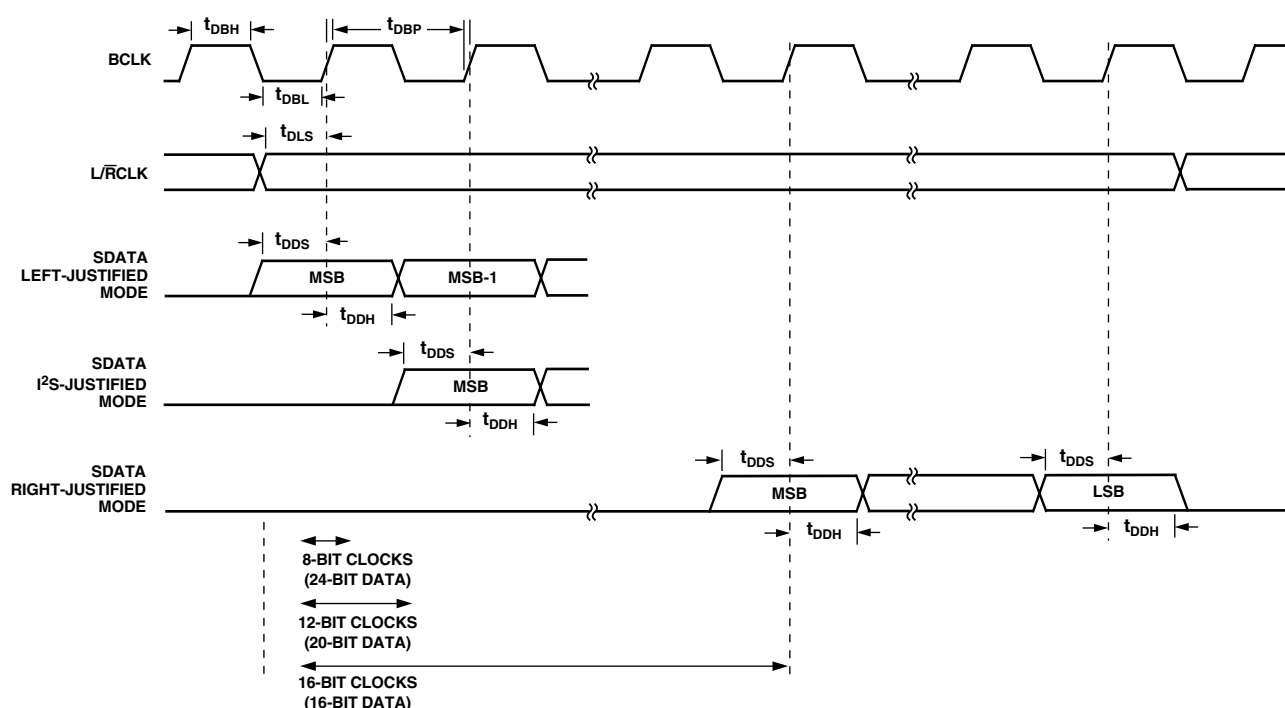 tDBH
tDBP
BCLK
tDBL
tDLS
L/R̅CLK
tDDS
SDATA
LEFT-JUSTIFIED
MODE
MSB
MSB-1
tDDH
SDATA
I²S-JUSTIFIED
MODE
tDDS
MSB
tDDH
SDATA
RIGHT-JUSTIFIED
MODE
tDDS
tDDS
MSB
LSB
tDDH
tDDH
8-BIT CLOCKS
(24-BIT DATA)
12-BIT CLOCKS
(20-BIT DATA)
16-BIT CLOCKS
(16-BIT DATA)